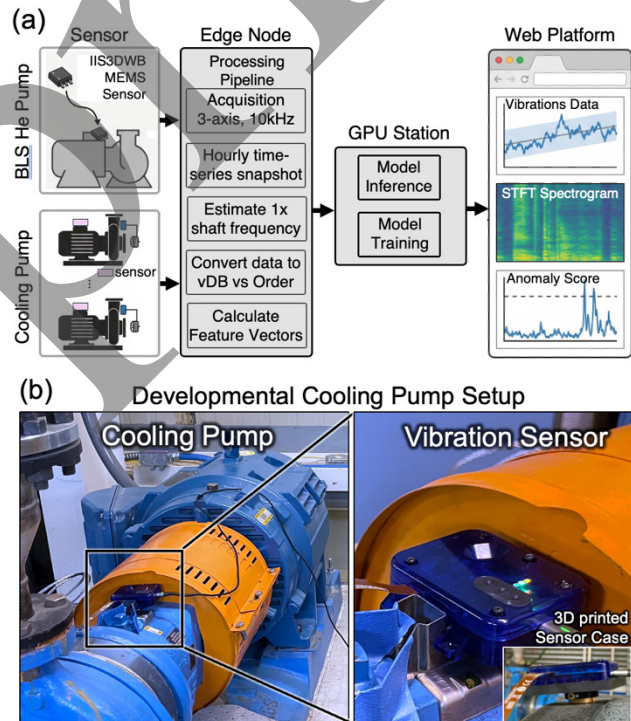 (a)
Sensor
Edge Node
Web Platform
BLS He Pump
IIS3DWB
MEMS
Sensor
Cooling Pump
sensor
Processing
Pipeline
Acquisition
3-axis, 10kHz
Hourly time-
series snapshot
Estimate 1x
shaft frequency
Convert data to
vDB vs Order
Calculate
Feature Vectors
GPU Station
Model
Inference
Model
Training
Vibrations Data
STFT Spectrogram
Anomaly Score
(b)
Developmental Cooling Pump Setup
Cooling Pump
Vibration Sensor
3D printed
Sensor Case